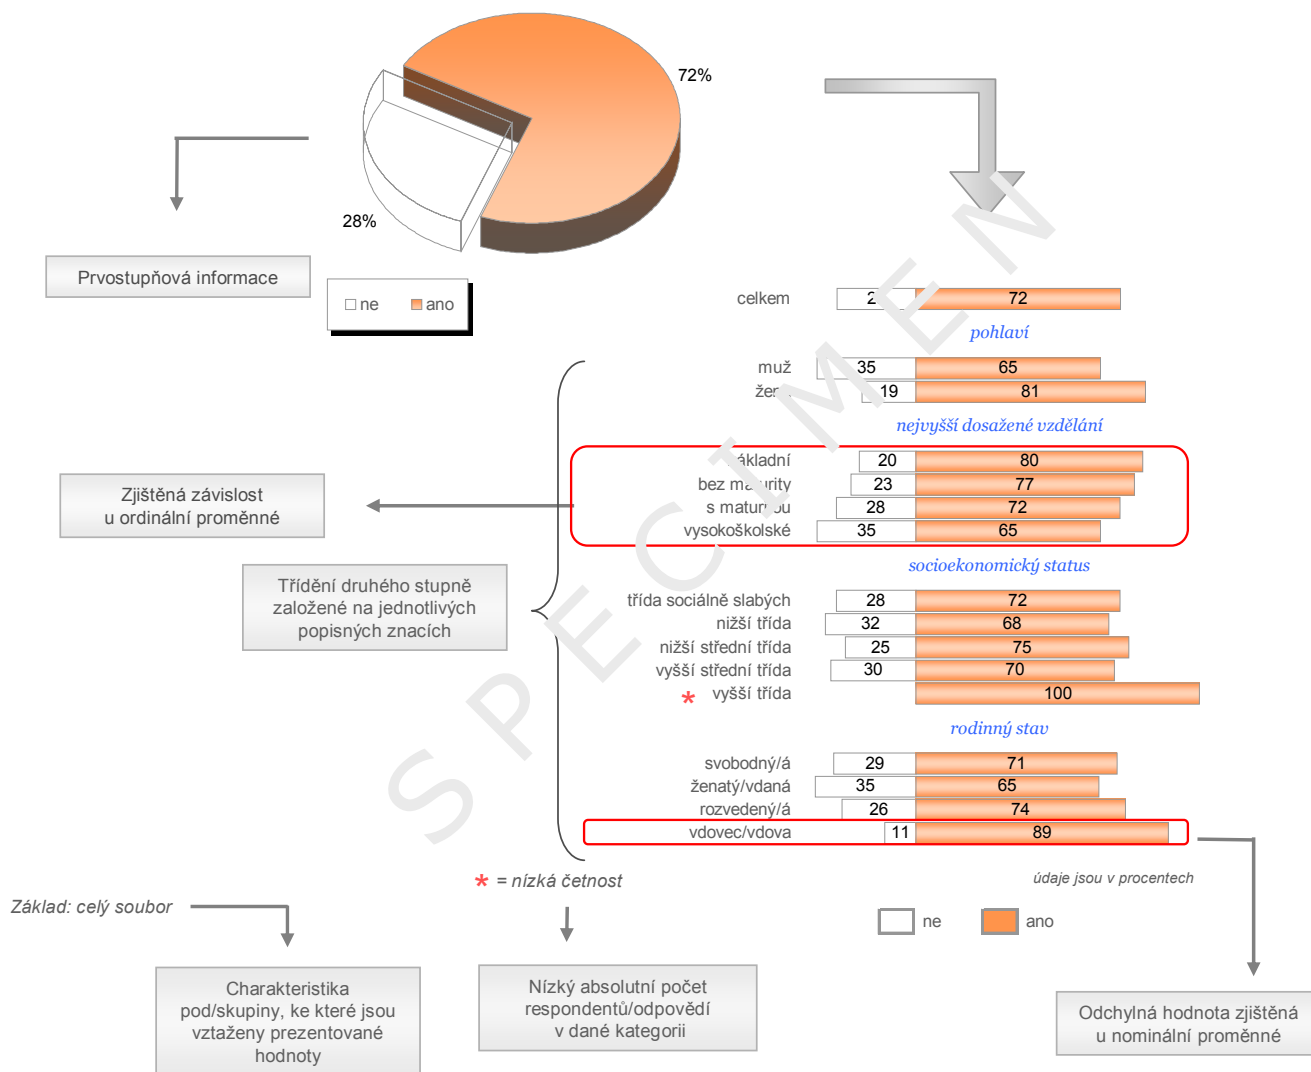 72%
28%
Prvostupňová informace
ne
ano
celkem
72
pohlaví
muž 35 65
19 81
nejvyšší dosažené vzdělání
základní 20 80
bez maturity 23 77
s maturitou 28 72
vysokoškolské 35 65
Zjištěná závislost
u ordinální proměnné
socioekonomický status
Třídění druhého stupně
založené na jednotlivých
popisných znacích
třída sociálně slabých 28 72
nižší třída 32 68
nižší střední třída 25 75
vyšší střední třída 30 70
* vyšší třída 100
rodinný stav
svobodný/á 29 71
ženatý/vdaná 35 65
rozvedený/á 26 74
vdovec/vdova 11 89
* = nízká četnost
údaje jsou v procentech
Základ: celý soubor
ne
ano
Charakteristika
pod/skupiny, ke které jsou
vztaženy prezentované
hodnoty
Nízký absolutní počet
respondentů/odpovědí
v dané kategorii
Odchylná hodnota zjištěná
u nominální proměnné
SPECIMEN